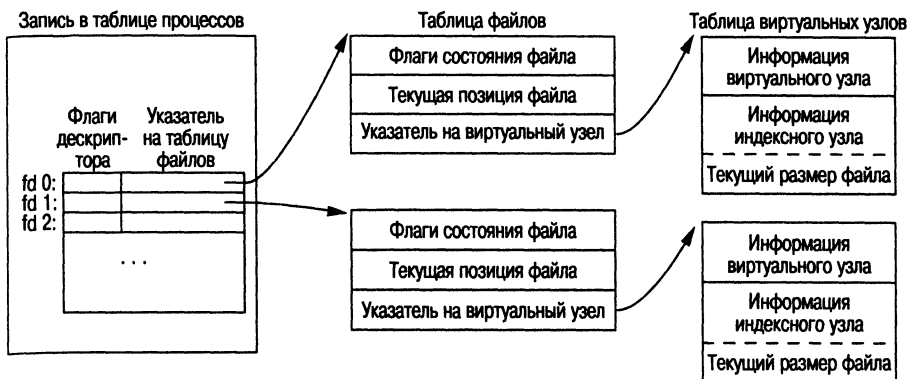 Запись в таблице процессов
Флаги
дескрип-
тора
Указатель
на таблицу
файлов
fd 0:
fd 1:
fd 2:
. . .
Таблица файлов
Флаги состояния файла
Текущая позиция файла
Указатель на виртуальный узел
Флаги состояния файла
Текущая позиция файла
Указатель на виртуальный узел
Таблица виртуальных узлов
Информация
виртуального узла
Информация
индексного узла
Текущий размер файла
Информация
виртуального узла
Информация
индексного узла
Текущий размер файла